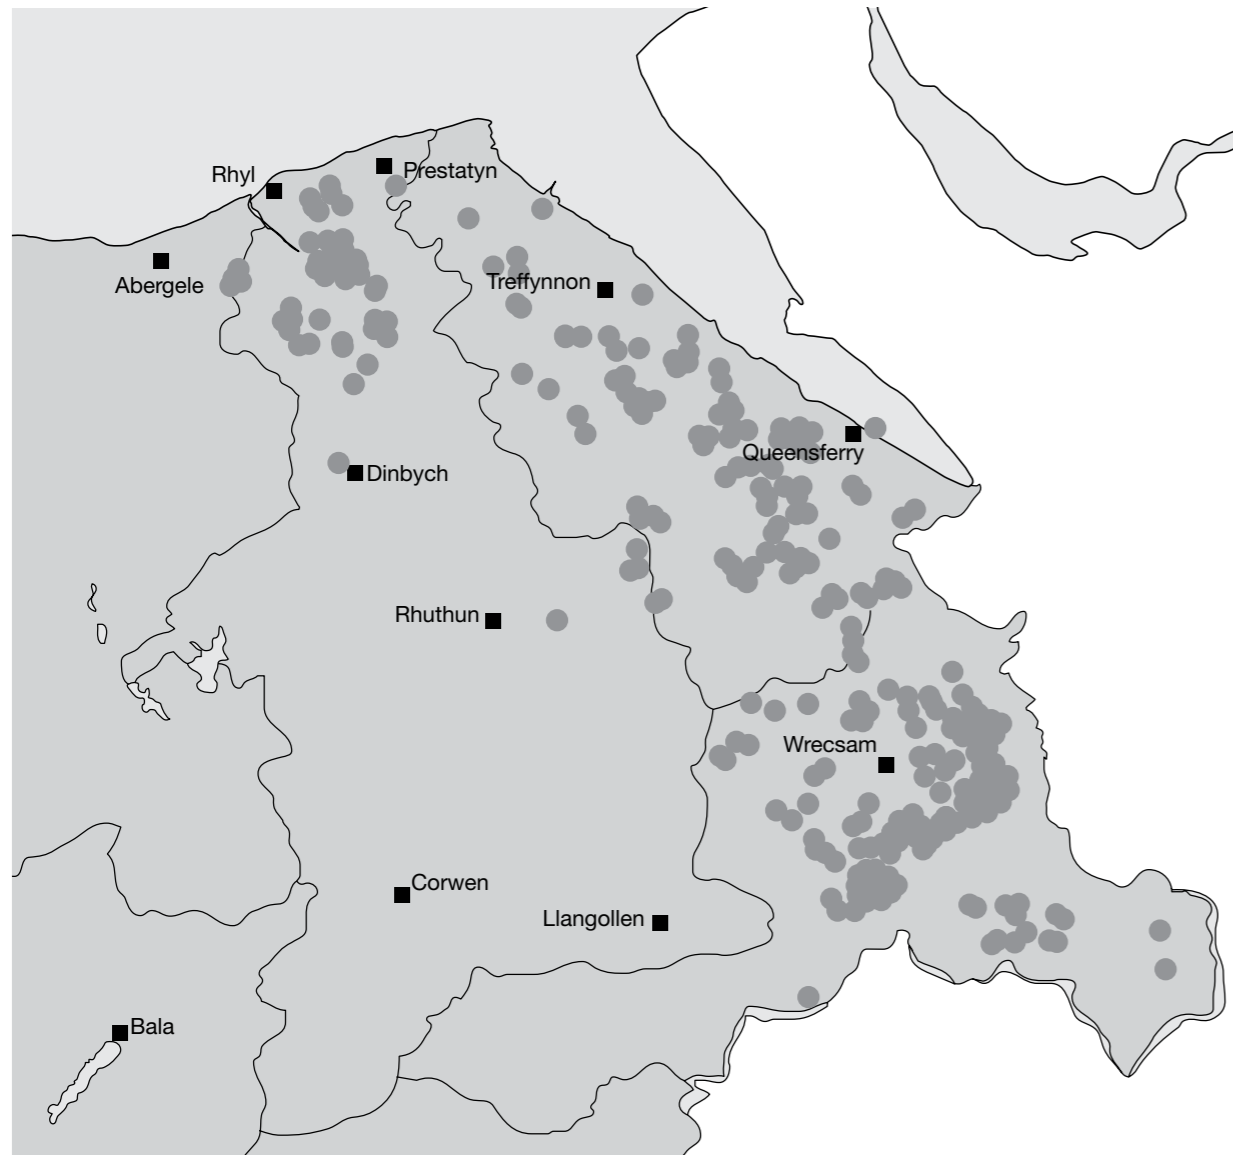 Prestatyn
Rhyl
Abergele
Treffynnon
Queensferry
Dinbych
Rhuthun
Wrecsam
Corwen
Llangollen
Bala